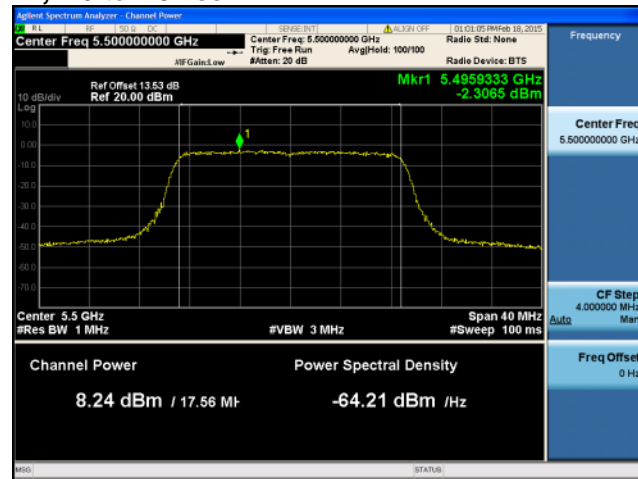 Agilent Spectrum Analyzer - Channel Power
RL RF 50 Ω DC SENSE:INT ALIGN OFF 01:01:05 PM Feb 18, 2015
Center Freq 5.500000000 GHz
Center Freq: 5.500000000 GHz
Radio Std: None
Trig: Free Run Avg|Hold: 100/100
#IFGain:Low #Atten: 20 dB Radio Device: BTS
Mkr1 5.4959333 GHz
-2.3065 dBm
Ref Offset 13.53 dB
10 dB/div Ref 20.00 dBm
Log
10.0
0.00
-10.0
-20.0
-30.0
-40.0
-50.0
-60.0
-70.0
1
Center 5.5 GHz Span 40 MHz
#Res BW 1 MHz #VBW 3 MHz #Sweep 100 ms
Channel Power Power Spectral Density
8.24 dBm / 17.56 MH -64.21 dBm /Hz
MSG STATUS
Frequency
Center Freq
5.500000000 GHz
CF Step
4.000000 MHz
Auto Man
Freq Offset
0 Hz